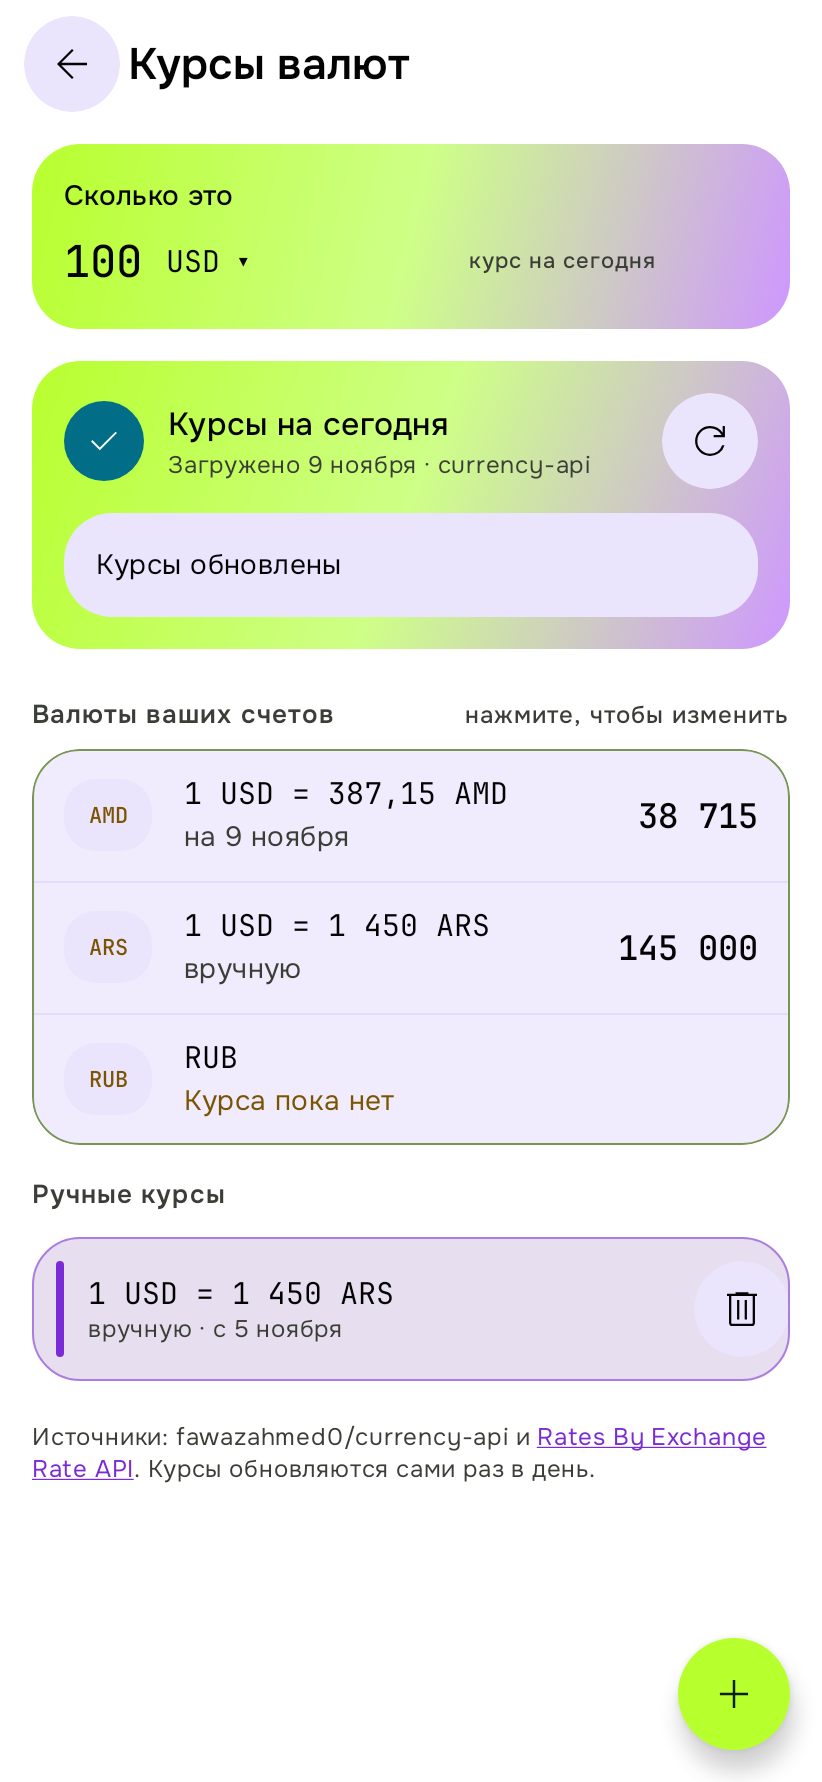 Курсы валют
Сколько это
100 USD ▾ курс на сегодня
Курсы на сегодня
Загружено 9 ноября · currency-api
Курсы обновлены
Валюты ваших счетов нажмите, чтобы изменить
AMD 1 USD = 387,15 AMD 38 715
на 9 ноября
ARS 1 USD = 1 450 ARS 145 000
вручную
RUB RUB
Курса пока нет
Ручные курсы
1 USD = 1 450 ARS
вручную · с 5 ноября
Источники: fawazahmed0/currency-api и Rates By Exchange
Rate API. Курсы обновляются сами раз в день.